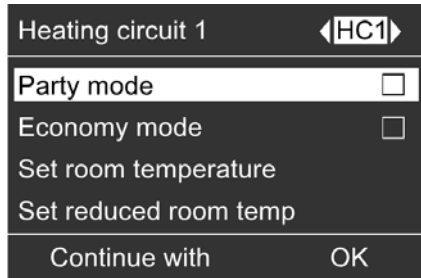 Heating circuit 1 HC1
Party mode
Economy mode
Set room temperature
Set reduced room temp
Continue with OK